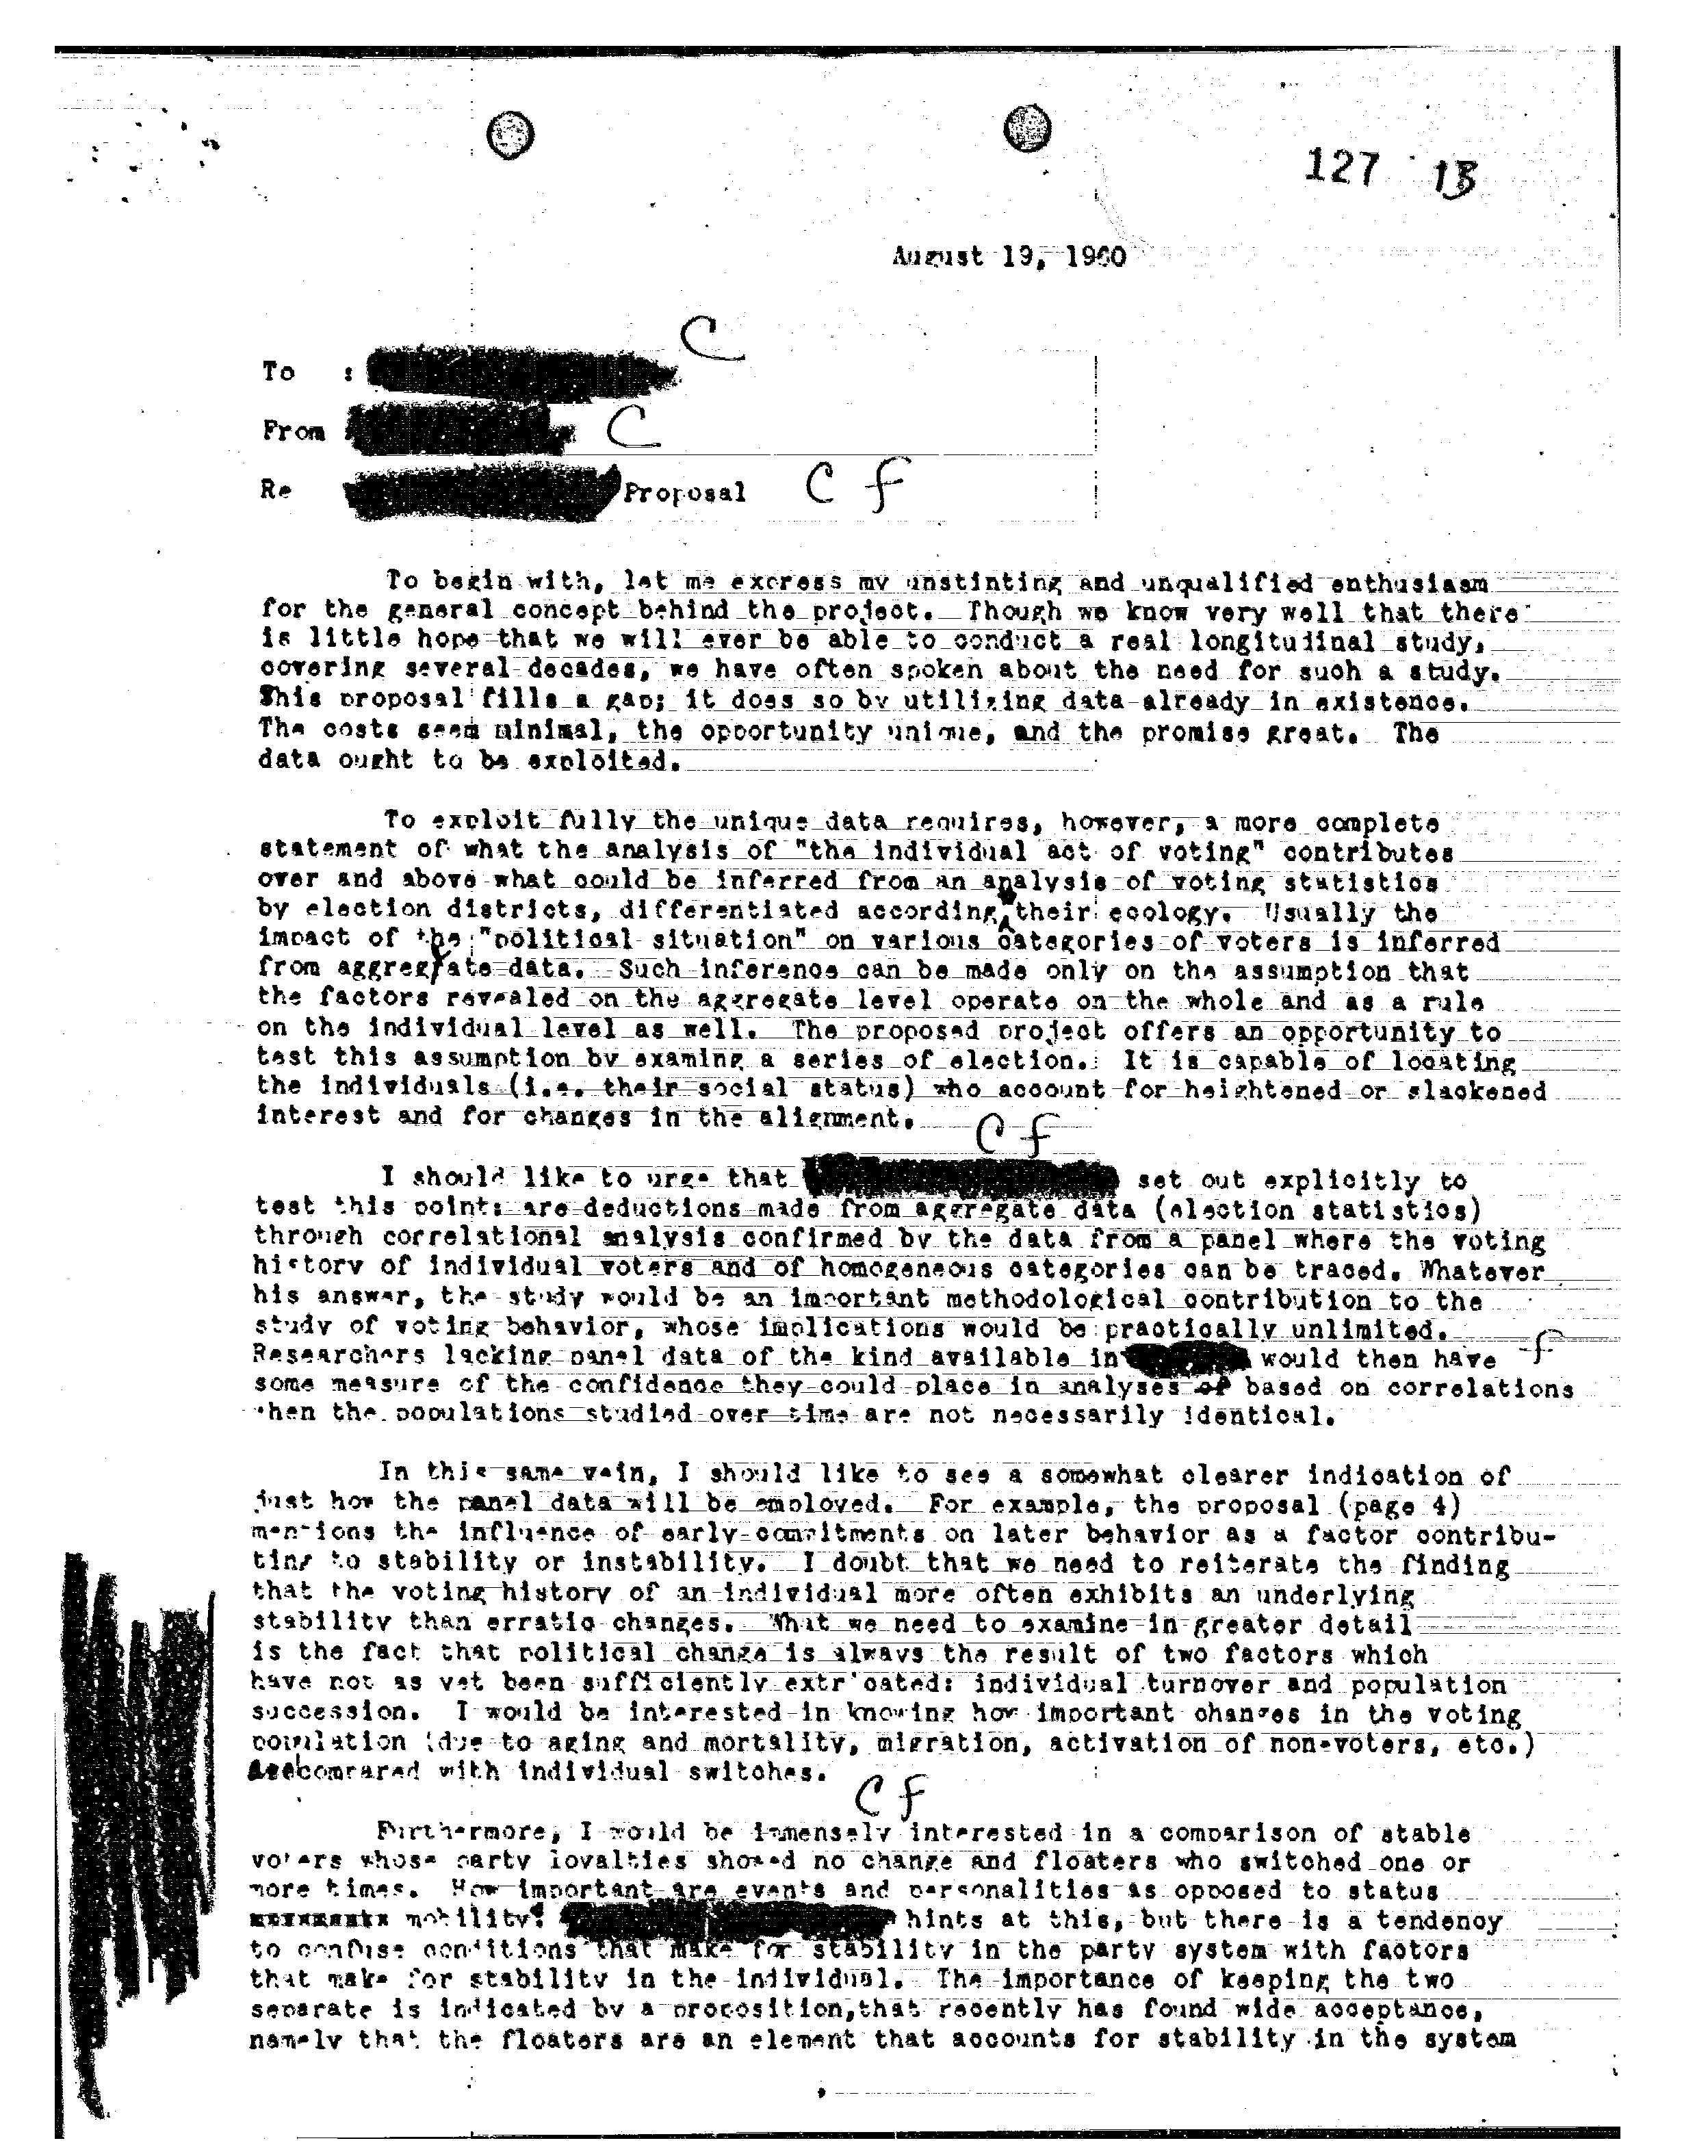 127 13
August 19, 1960
C
To :
From C
Re Proposal C f
To begin with, let me express my unstinting and unqualified enthusiasm
for the general concept behind the project. Though we know very well that there
is little hope that we will ever be able to conduct a real longitudinal study,
covering several decades, we have often spoken about the need for such a study.
This proposal fills a gap; it does so by utilizing data already in existence.
The costs seem minimal, the opportunity unique, and the promise great. The
data ought to be exploited.
To exploit fully the unique data requires, however, a more complete
statement of what the analysis of "the individual act of voting" contributes
over and above what could be inferred from an analysis of voting statistics
by election districts, differentiated according their ecology. Usually the
impact of the "political situation" on various categories of voters is inferred
from aggregate data. Such inference can be made only on the assumption that
the factors revealed on the aggregate level operate on the whole and as a rule
on the individual level as well. The proposed project offers an opportunity to
test this assumption by examing a series of election. It is capable of locating
the individuals (i.e. their social status) who account for heightened or slackened
interest and for changes in the alignment.
C f
I should like to urge that set out explicitly to
test this point: are deductions made from aggregate data (election statistics)
through correlational analysis confirmed by the data from a panel where the voting
history of individual voters and of homogeneous categories can be traced. Whatever
his answer, the study would be an important methodological contribution to the
study of voting behavior, whose implications would be practically unlimited.
Researchers lacking panel data of the kind available in would then have f
some measure of the confidence they could place in analyses of based on correlations
when the populations studied over time are not necessarily identical.
In this same vein, I should like to see a somewhat clearer indication of
just how the panel data will be employed. For example, the proposal (page 4)
mentions the influence of early commitments on later behavior as a factor contribu-
ting to stability or instability. I doubt that we need to reiterate the finding
that the voting history of an individual more often exhibits an underlying
stability than erratic changes. What we need to examine in greater detail
is the fact that political change is always the result of two factors which
have not as yet been sufficiently extricated: individual turnover and population
succession. I would be interested in knowing how important changes in the voting
population (due to aging and mortality, migration, activation of non-voters, etc.)
compared with individual switches.
C f
Furthermore, I would be immensely interested in a comparison of stable
voters whose party loyalties showed no change and floaters who switched one or
more times. How important are events and personalities as opposed to status
mobility? hints at this, but there is a tendency
to confuse conditions that make for stability in the party system with factors
that make for stability in the individual. The importance of keeping the two
separate is indicated by a proposition, that recently has found wide acceptance,
namely that the floaters are an element that accounts for stability in the system